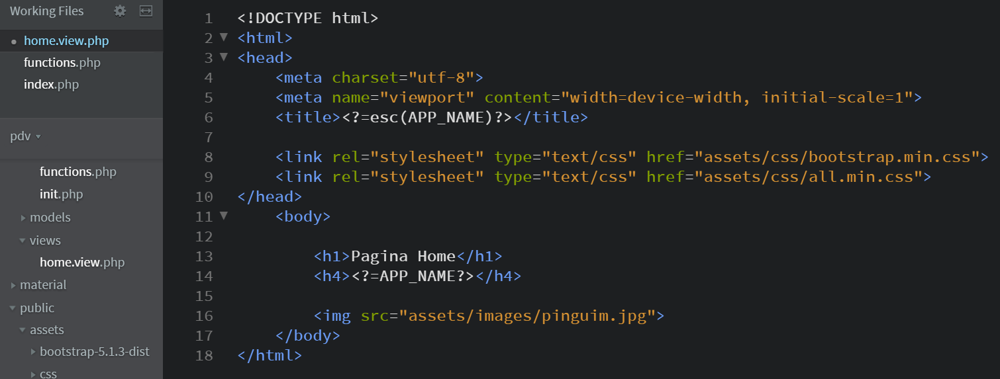 Working Files
home.view.php
functions.php
index.php
pdv
functions.php
init.php
models
views
home.view.php
material
public
assets
bootstrap-5.1.3-dist
css
1 <!DOCTYPE html>
2 <html>
3 <head>
4     <meta charset="utf-8">
5     <meta name="viewport" content="width=device-width, initial-scale=1">
6     <title><?=esc(APP_NAME)?></title>
7
8     <link rel="stylesheet" type="text/css" href="assets/css/bootstrap.min.css">
9     <link rel="stylesheet" type="text/css" href="assets/css/all.min.css">
10 </head>
11     <body>
12
13         <h1>Pagina Home</h1>
14         <h4><?=APP_NAME?></h4>
15
16         <img src="assets/images/pinguim.jpg">
17     </body>
18 </html>